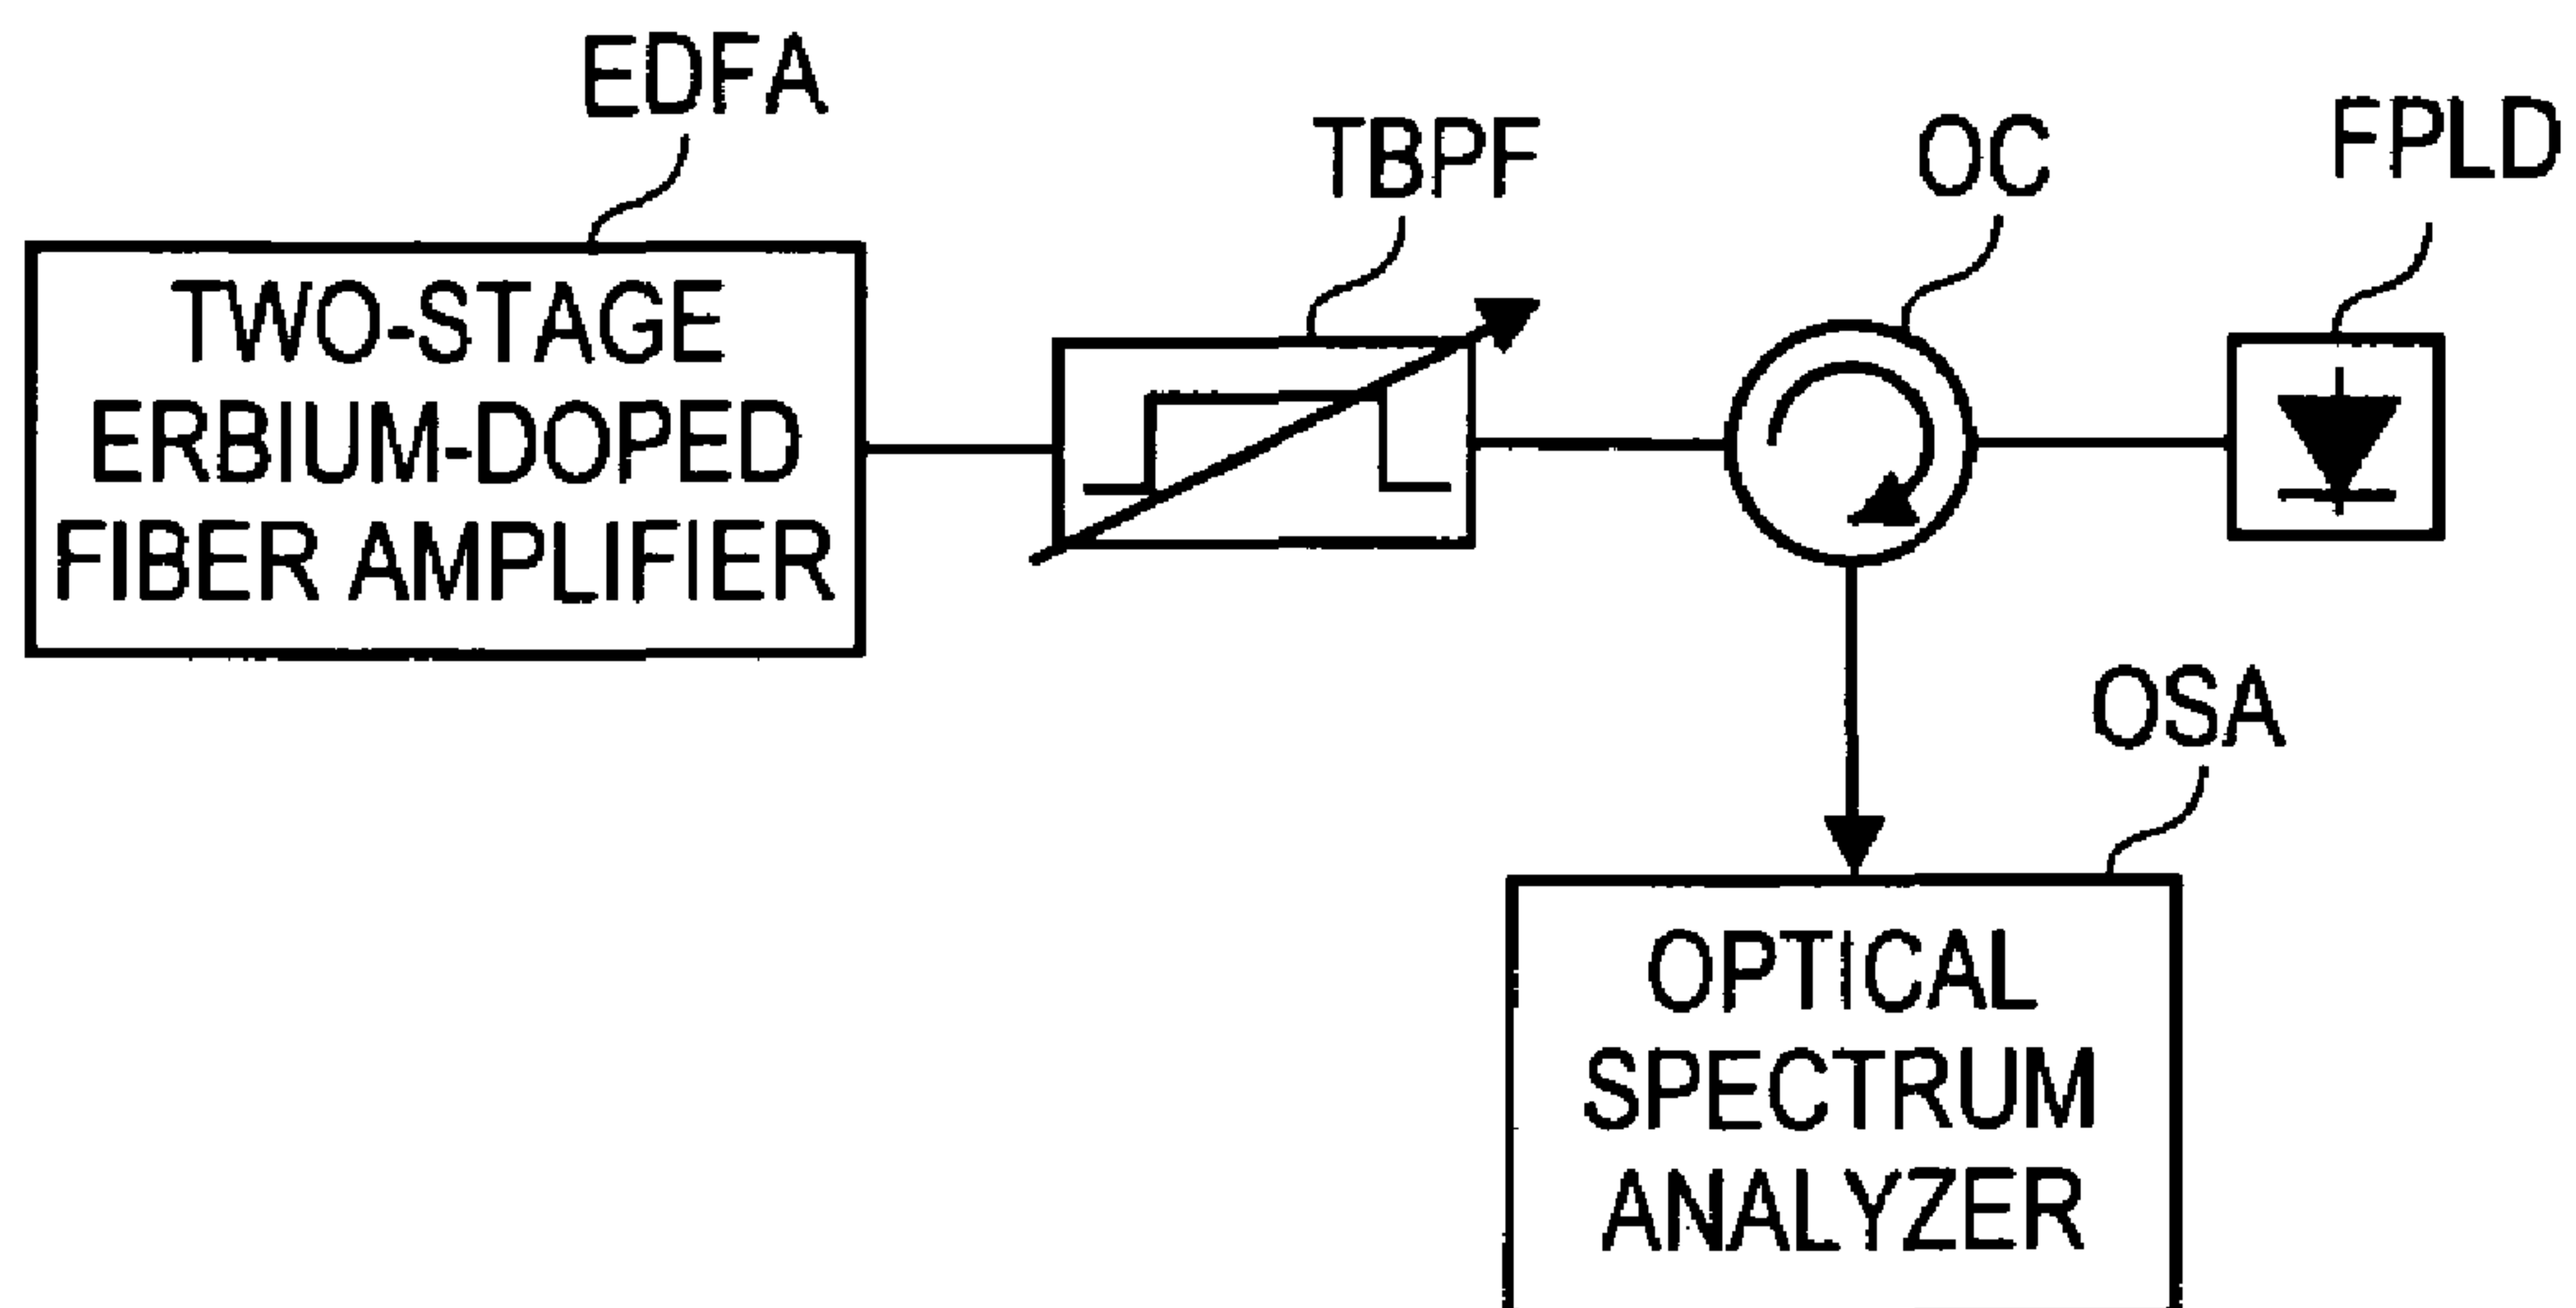 EDFA
TBPF
OC
FPLD
TWO-STAGE
ERBIUM-DOPED
FIBER AMPLIFIER
OSA
OPTICAL
SPECTRUM
ANALYZER